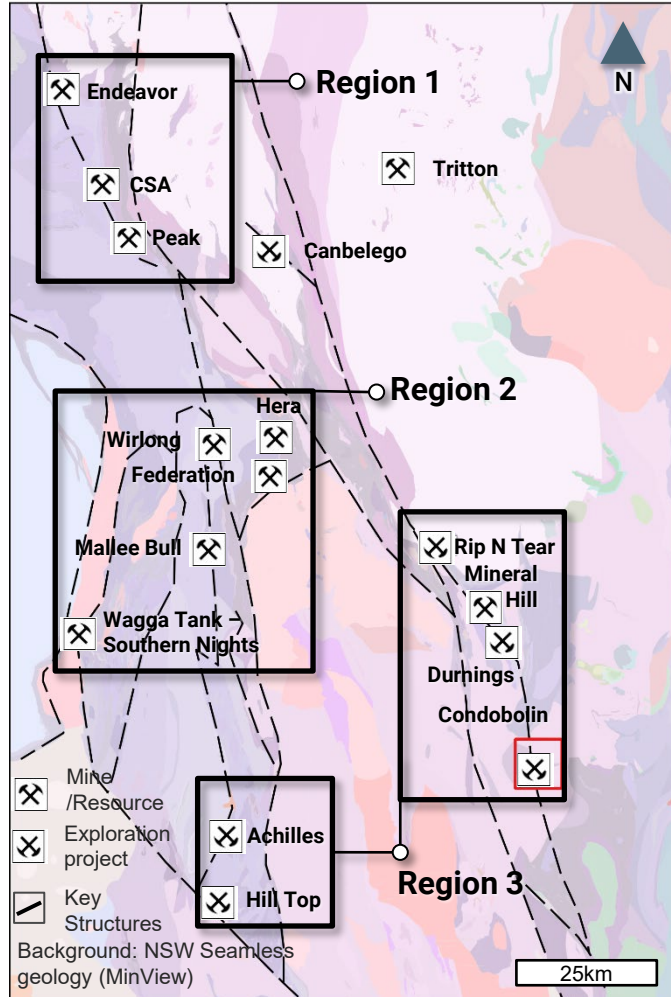 Region 1
N
Endeavor
Tritton
CSA
Peak
Canbelego
Region 2
Hera
Wirlong
Federation
Mallee Bull
Rip N Tear
Mineral
Hill
Wagga Tank –
Southern Nights
Durnings
Condobolin
Mine
/Resource
Exploration
project
Achilles
Region 3
Key
Structures
Hill Top
Background: NSW Seamless
geology (MinView)
25km